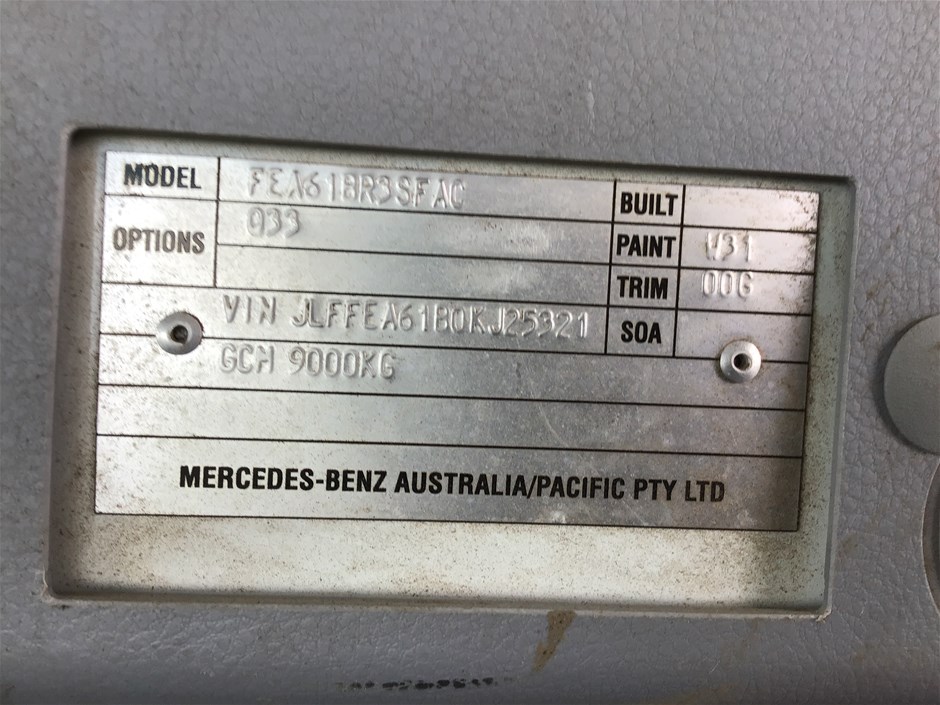 MODEL FEA61BR3SFAC
BUILT
OPTIONS Q33
PAINT W31
TRIM 00G
VIN JLFFEA61B0KJ25321
SOA
GCM 9000KG
MERCEDES-BENZ AUSTRALIA/PACIFIC PTY LTD